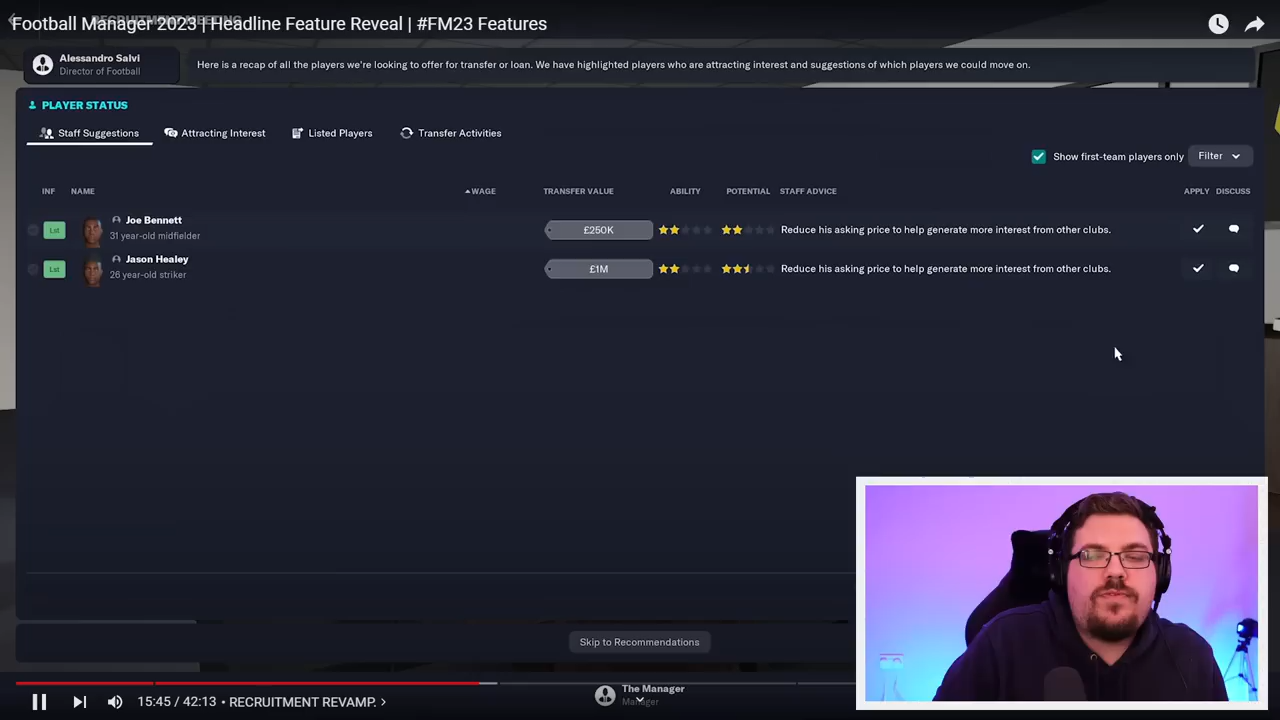 RECRUITMENT MEETING
Football Manager 2023 | Headline Feature Reveal | #FM23 Features
Alessandro Salvi
Director of Football
Here is a recap of all the players we're looking to offer for transfer or loan. We have highlighted players who are attracting interest and suggestions of which players we could move on.
PLAYER STATUS
Staff Suggestions Attracting Interest Listed Players Transfer Activities
Show first-team players only Filter
INF NAME WAGE TRANSFER VALUE ABILITY POTENTIAL STAFF ADVICE APPLY DISCUSS
Lst Joe Bennett £250K Reduce his asking price to help generate more interest from other clubs.
31 year-old midfielder
Lst Jason Healey £1M Reduce his asking price to help generate more interest from other clubs.
26 year-old striker
Skip to Recommendations
The Manager
Manager
15:45 / 42:13 • RECRUITMENT REVAMP. >